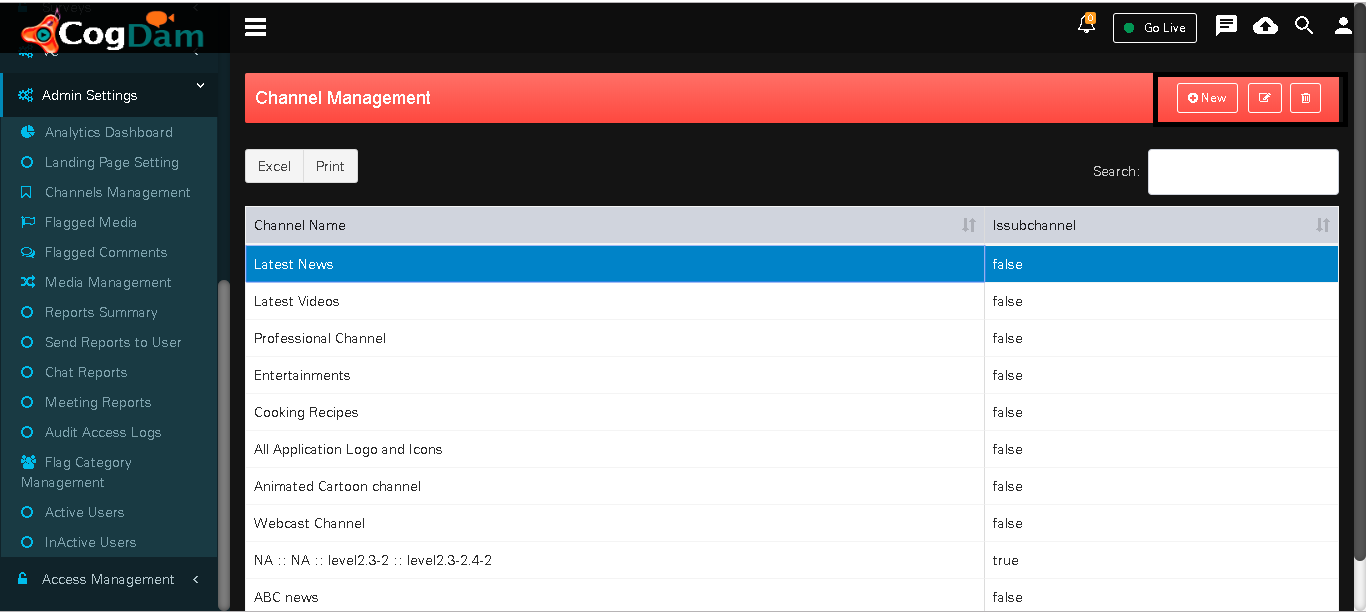 Surveys
CogDam
0
Go Live
Admin Settings
Analytics Dashboard
Landing Page Setting
Channels Management
Flagged Media
Flagged Comments
Media Management
Reports Summary
Send Reports to User
Chat Reports
Meeting Reports
Audit Access Logs
Flag Category
Management
Active Users
InActive Users
Access Management
Channel Management
New
Excel Print
Search:
Channel Name Issubchannel
Latest News false
Latest Videos false
Professional Channel false
Entertainments false
Cooking Recipes false
All Application Logo and Icons false
Animated Cartoon channel false
Webcast Channel false
NA :: NA :: level2.3-2 :: level2.3-2.4-2 true
ABC news false